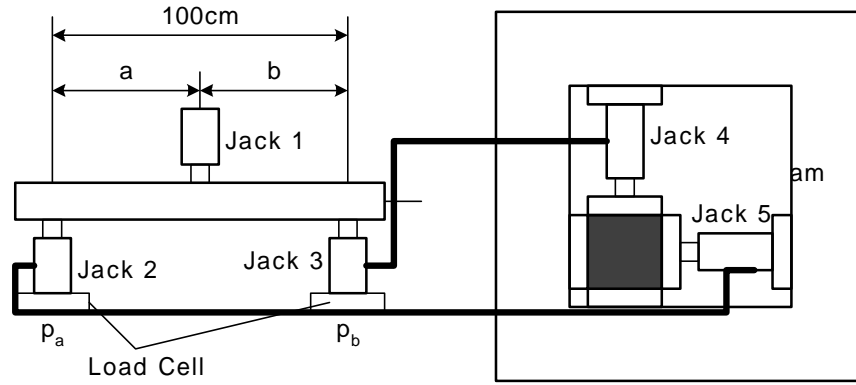 100cm
a
b
Jack 1
Jack 4
am
Jack 5
Jack 2
Jack 3
pa
pb
Load Cell